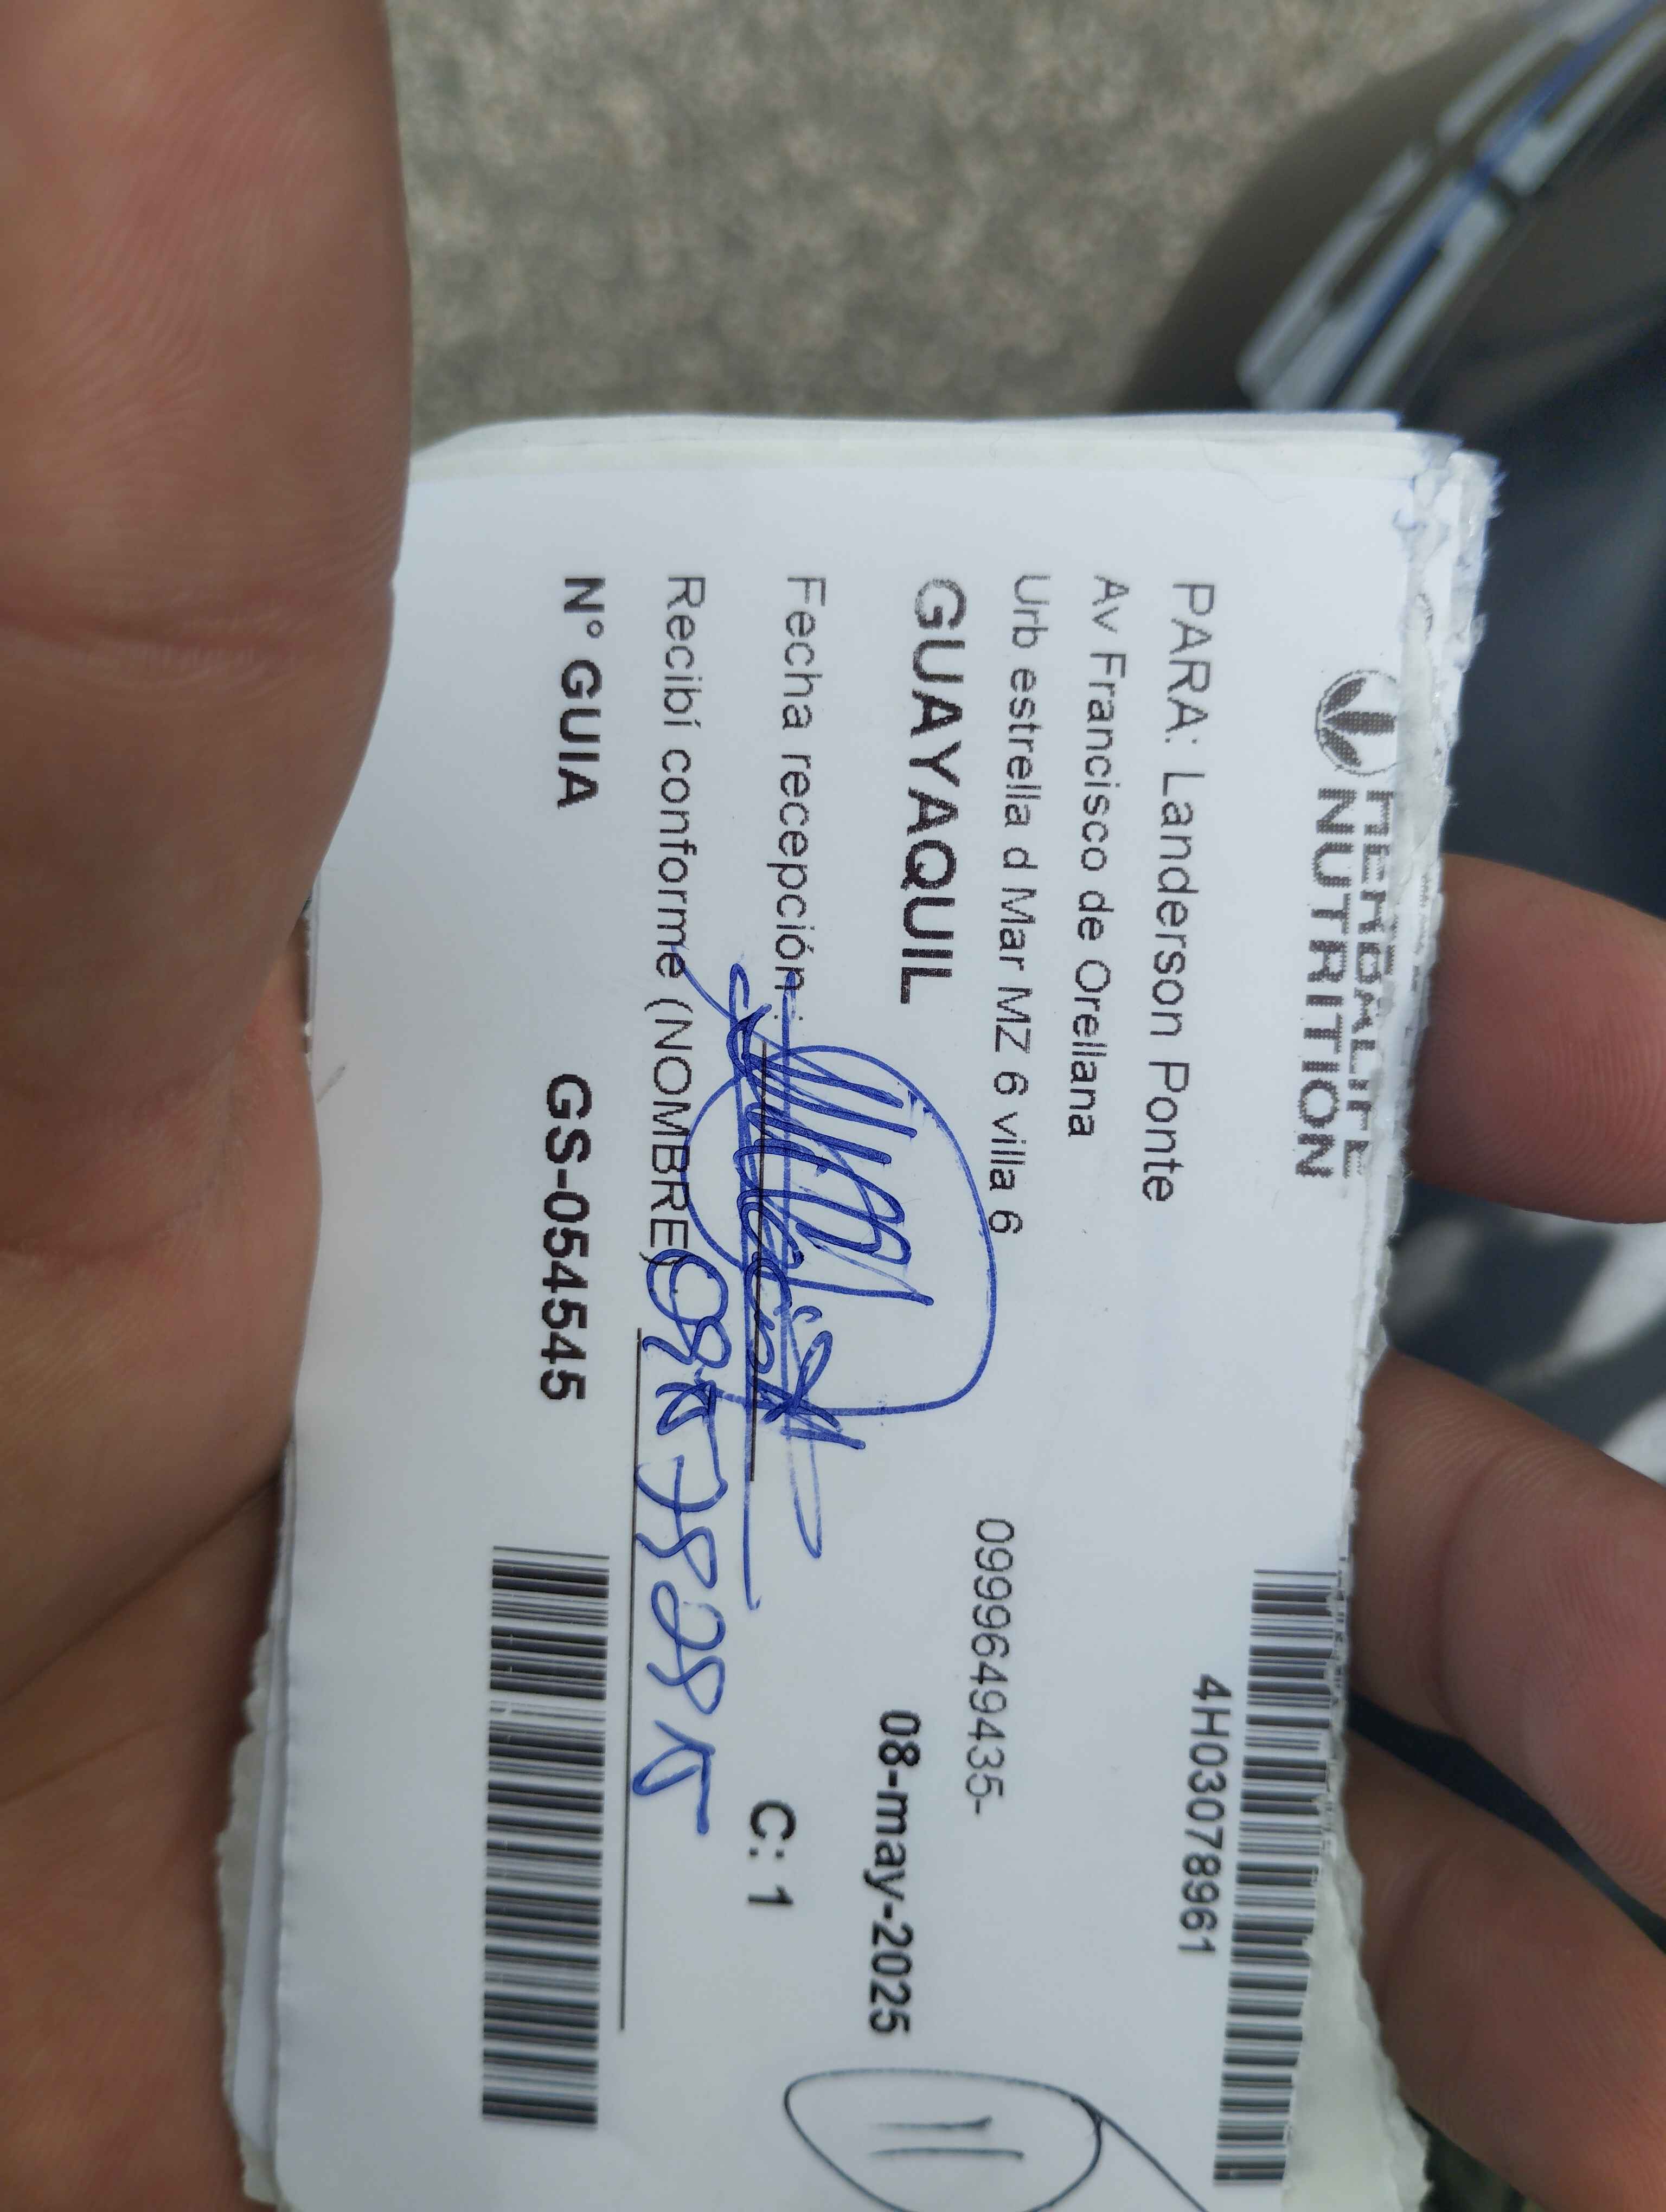 HERBALIFE
NUTRITION
4H03078961
PARA: Landerson Ponte
Av Francisco de Orellana
Urb estrella d Mar MZ 6 villa 6
0999649435-
GUAYAQUIL
08-may-2025
Fecha recepción :
C: 1
Recibí conforme (NOMBRE)
N° GUIA
GS-054545
11